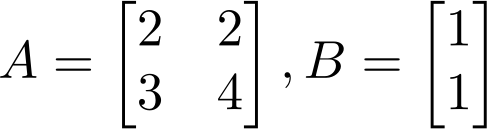 A = [2 2
3 4], B = [1
1]